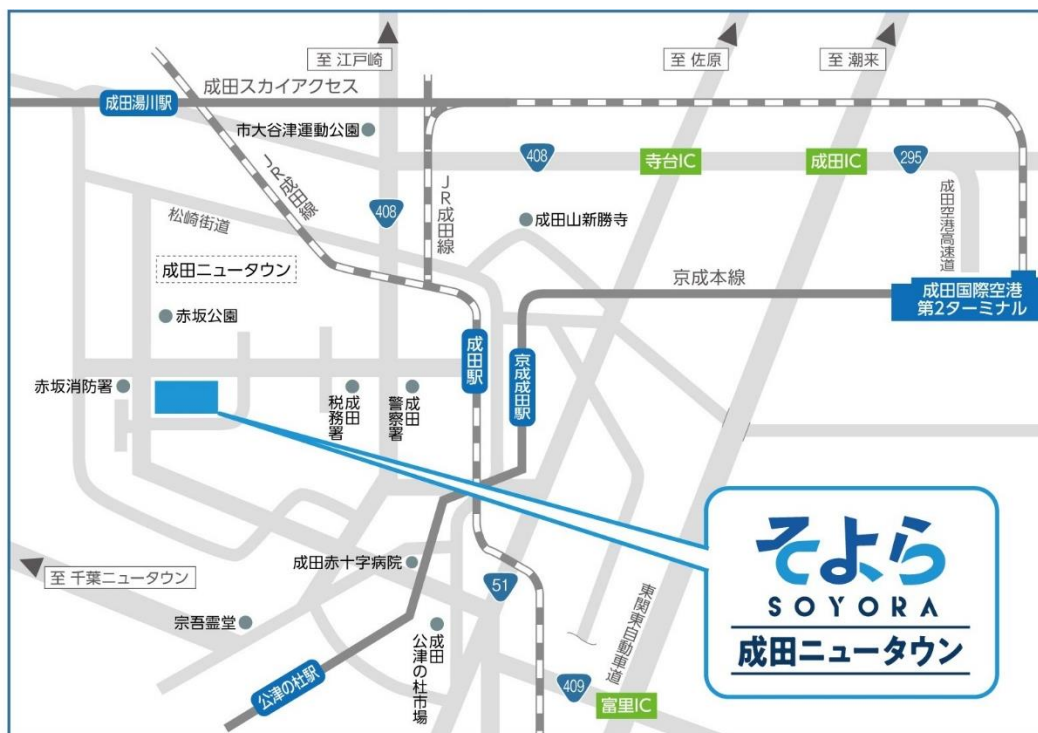 至 江戸崎
至 佐原
至 潮来
成田スカイアクセス
成田湯川駅
市大谷津運動公園
408
寺台IC
成田IC
295
JR成田線
408
JR成田線
松崎街道
成田山新勝寺
成田空港高速道
成田ニュータウン
京成本線
成田国際空港
第2ターミナル
赤坂公園
成田駅
京成成田駅
赤坂消防署
成田
税務署
成田
警察署
成田赤十字病院
51
至 千葉ニュータウン
宗吾霊堂
成田
公津の杜市場
公津の杜駅
東関東自動車道
409
富里IC
そよら
SOYORA
成田ニュータウン